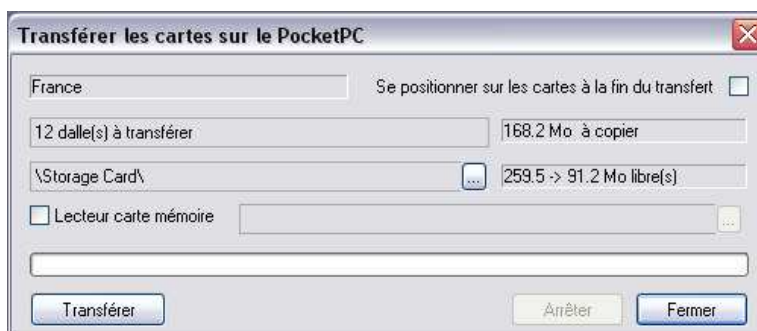 Transférer les cartes sur le PocketPC
France Se positionner sur les cartes à la fin du transfert
12 dalle(s) à transférer 168.2 Mo à copier
\Storage Card\ ... 259.5 -> 91.2 Mo libre(s)
Lecteur carte mémoire ...
Transférer Arrêter Fermer